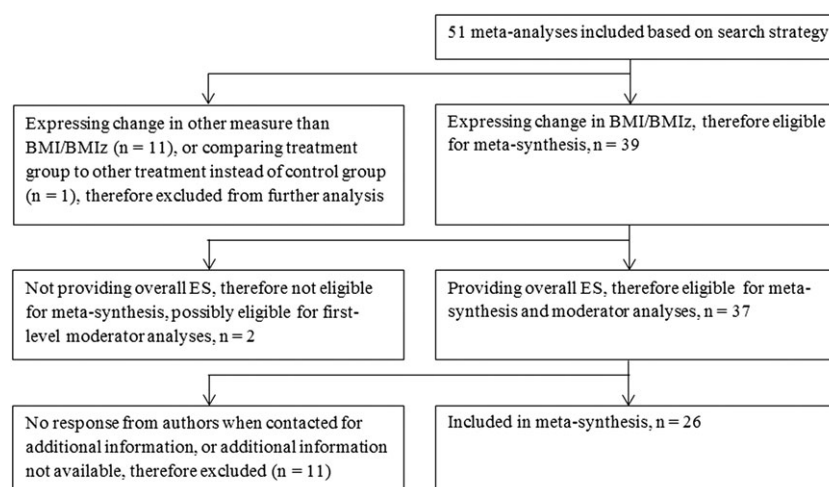 51 meta-analyses included based on search strategy
Expressing change in other measure than
BMI/BMIz (n = 11), or comparing treatment
group to other treatment instead of control group
(n = 1), therefore excluded from further analysis
Expressing change in BMI/BMIz, therefore eligible
for meta-synthesis, n = 39
Not providing overall ES, therefore not eligible
for meta-synthesis, possibly eligible for first-
level moderator analyses, n = 2
Providing overall ES, therefore eligible for meta-
synthesis and moderator analyses, n = 37
No response from authors when contacted for
additional information, or additional information
not available, therefore excluded (n = 11)
Included in meta-synthesis, n = 26